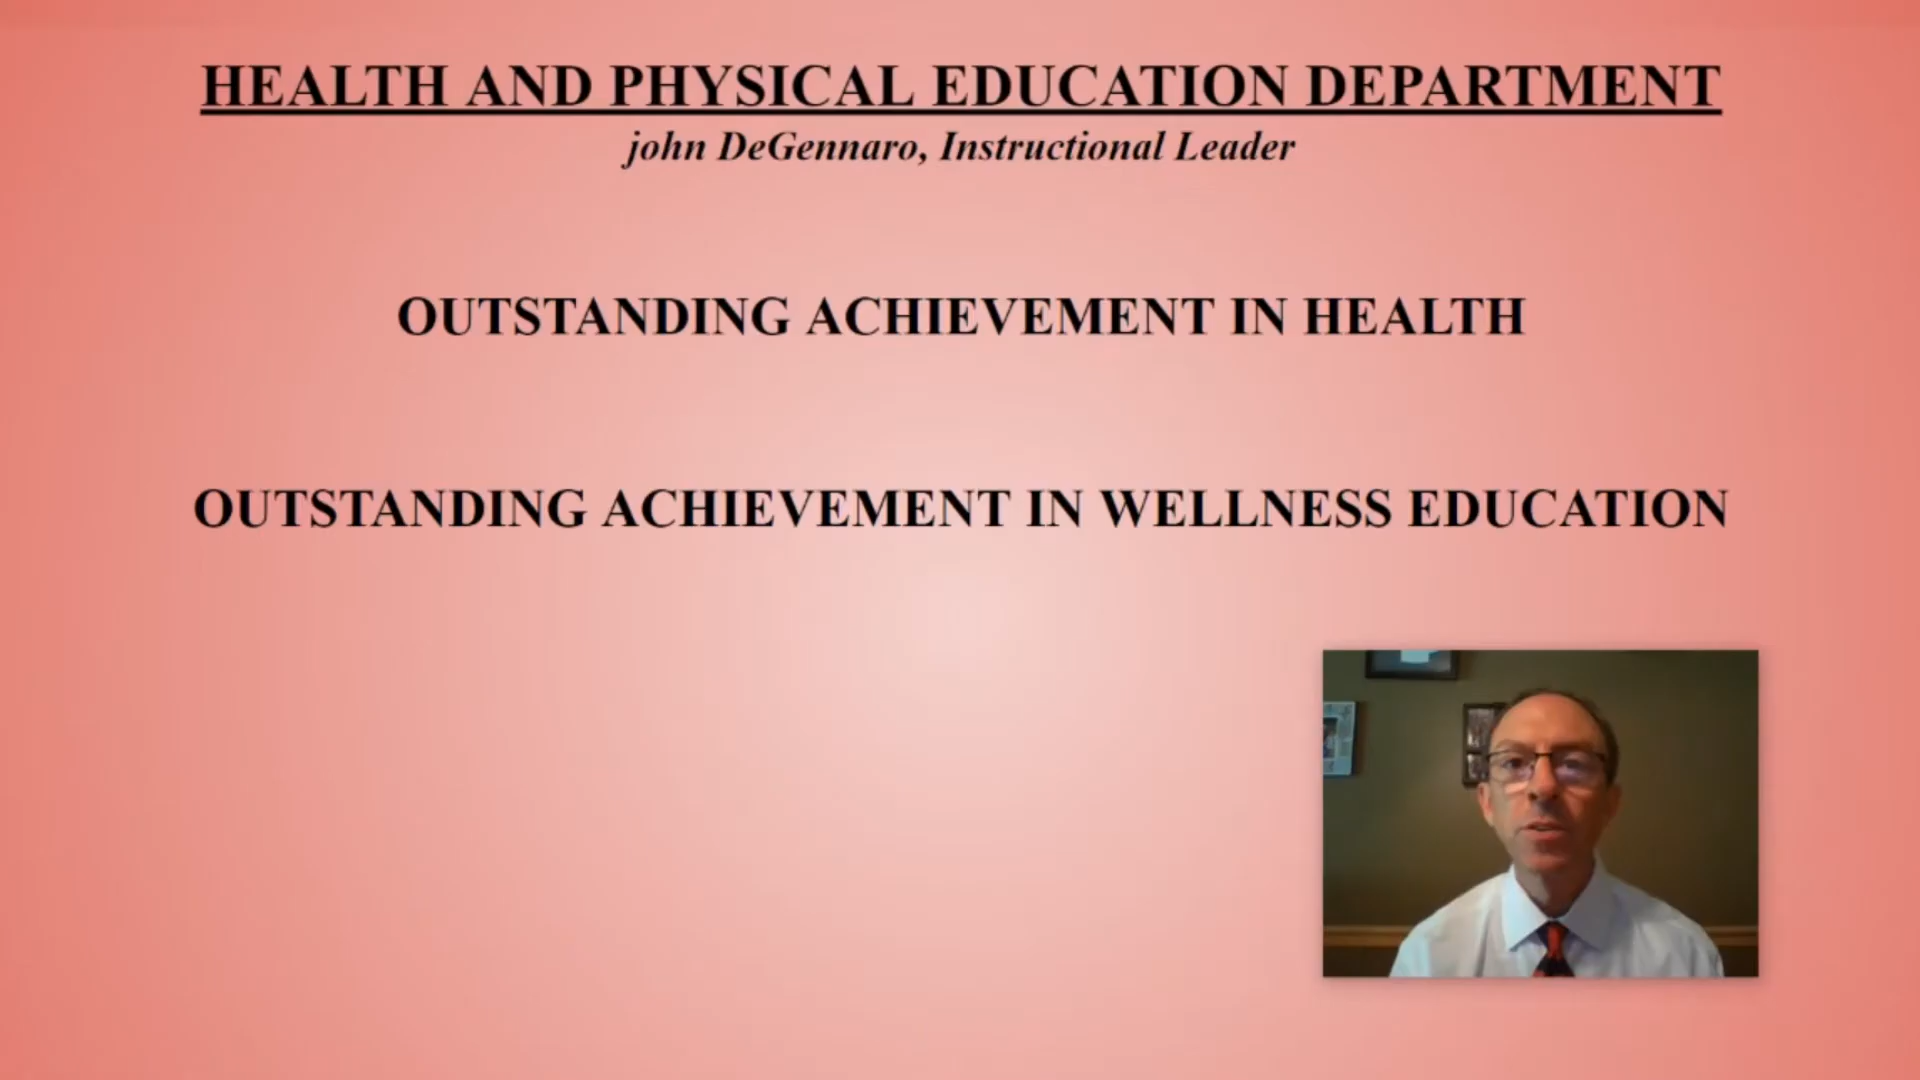 HEALTH AND PHYSICAL EDUCATION DEPARTMENT
john DeGennaro, Instructional Leader
OUTSTANDING ACHIEVEMENT IN HEALTH
OUTSTANDING ACHIEVEMENT IN WELLNESS EDUCATION